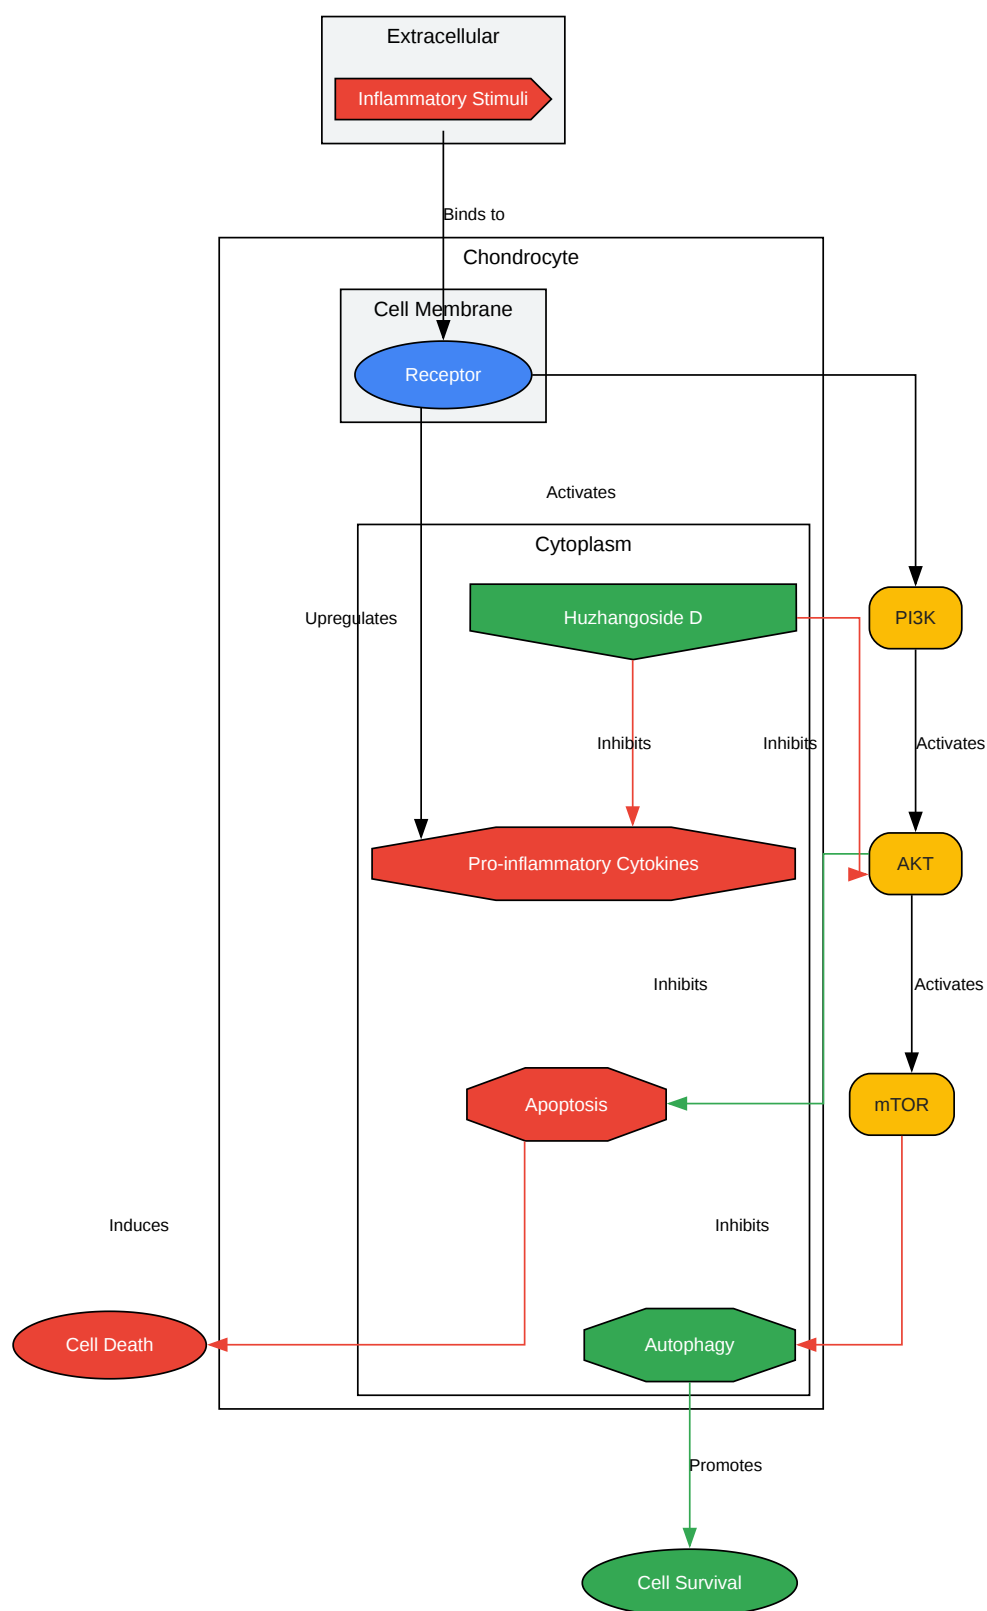 Extracellular
Inflammatory Stimuli
Binds to
Chondrocyte
Cell Membrane
Receptor
Activates
Cytoplasm
Upregulates
Huzhangoside D
PI3K
Inhibits
Inhibits
Activates
Pro-inflammatory Cytokines
AKT
Inhibits
Activates
Apoptosis
mTOR
Induces
Inhibits
Cell Death
Autophagy
Promotes
Cell Survival